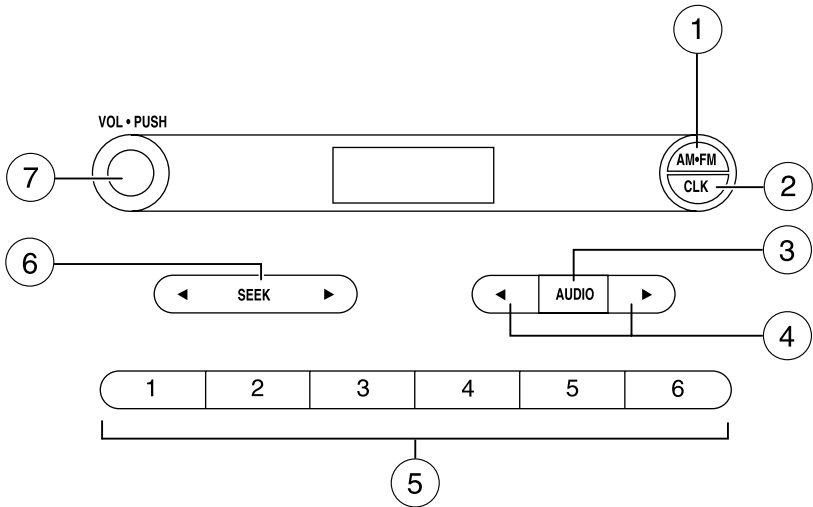 1
VOL • PUSH
AM•FM
7
CLK
2
3
6
◄ SEEK ►
◄ AUDIO ►
4
1 2 3 4 5 6
5